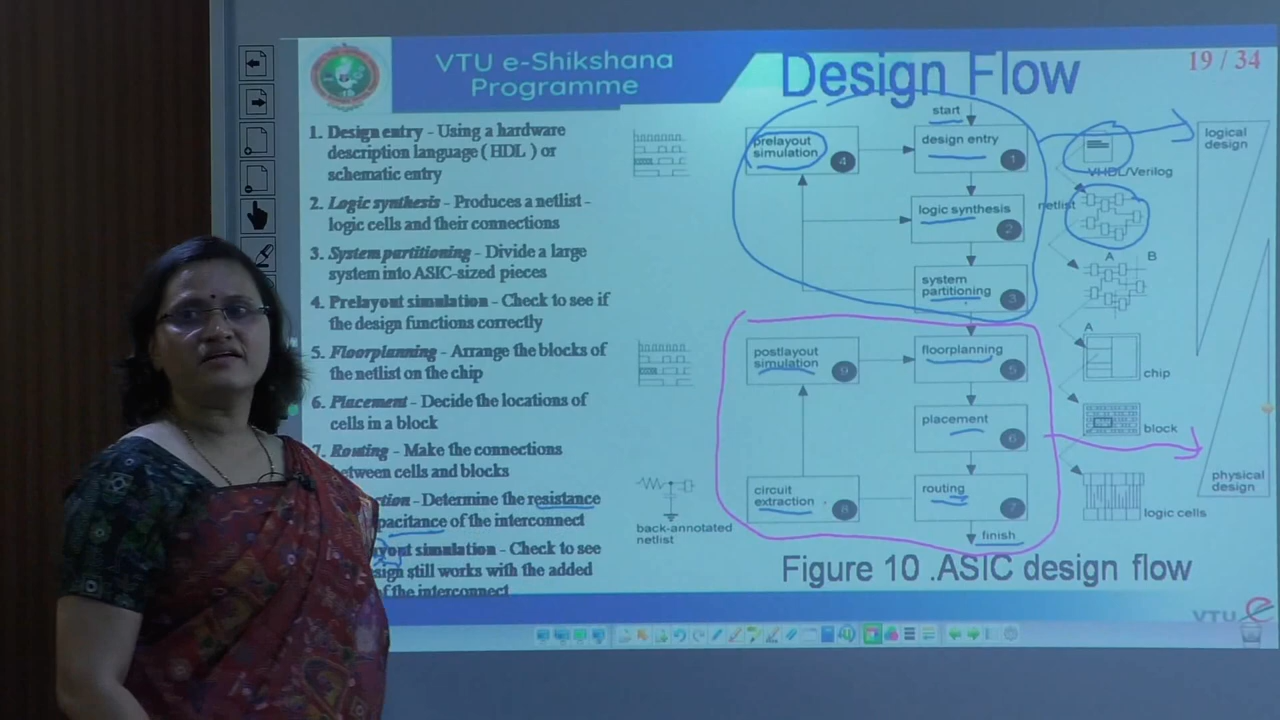 VTU e-Shikshana
Programme
Design Flow
19 / 34
1. Design entry - Using a hardware
description language ( HDL ) or
schematic entry
2. Logic synthesis - Produces a netlist -
logic cells and their connections
3. System partitioning - Divide a large
system into ASIC-sized pieces
4. Prelayout simulation - Check to see if
the design functions correctly
5. Floorplanning - Arrange the blocks of
the netlist on the chip
6. Placement - Decide the locations of
cells in a block
7. Routing - Make the connections
between cells and blocks
ction - Determine the resistance
pacitance of the interconnect
yout simulation - Check to see
sign still works with the added
of the interconnect
start
prelayout
simulation
4
design entry
1
VHDL/Verilog
logical
design
logic synthesis
2
netlist
system
partitioning
3
A
B
postlayout
simulation
9
floorplanning
5
A
chip
placement
6
block
circuit
extraction
8
routing
7
logic cells
physical
design
back-annotated
netlist
finish
Figure 10 .ASIC design flow
VTU e